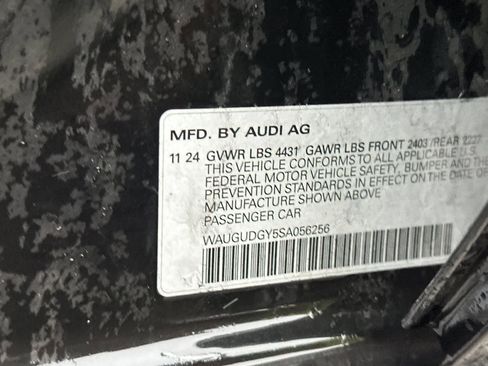 MFD. BY AUDI AG
11 24 GVWR LBS 4431 GAWR LBS FRONT 2403 /REAR 2227
THIS VEHICLE CONFORMS TO ALL APPLICABLE U.S.
FEDERAL MOTOR VEHICLE SAFETY, BUMPER AND THE
PREVENTION STANDARDS IN EFFECT ON THE DATE O
MANUFACTURE SHOWN ABOVE
PASSENGER CAR
WAUGUDGY5SA056256